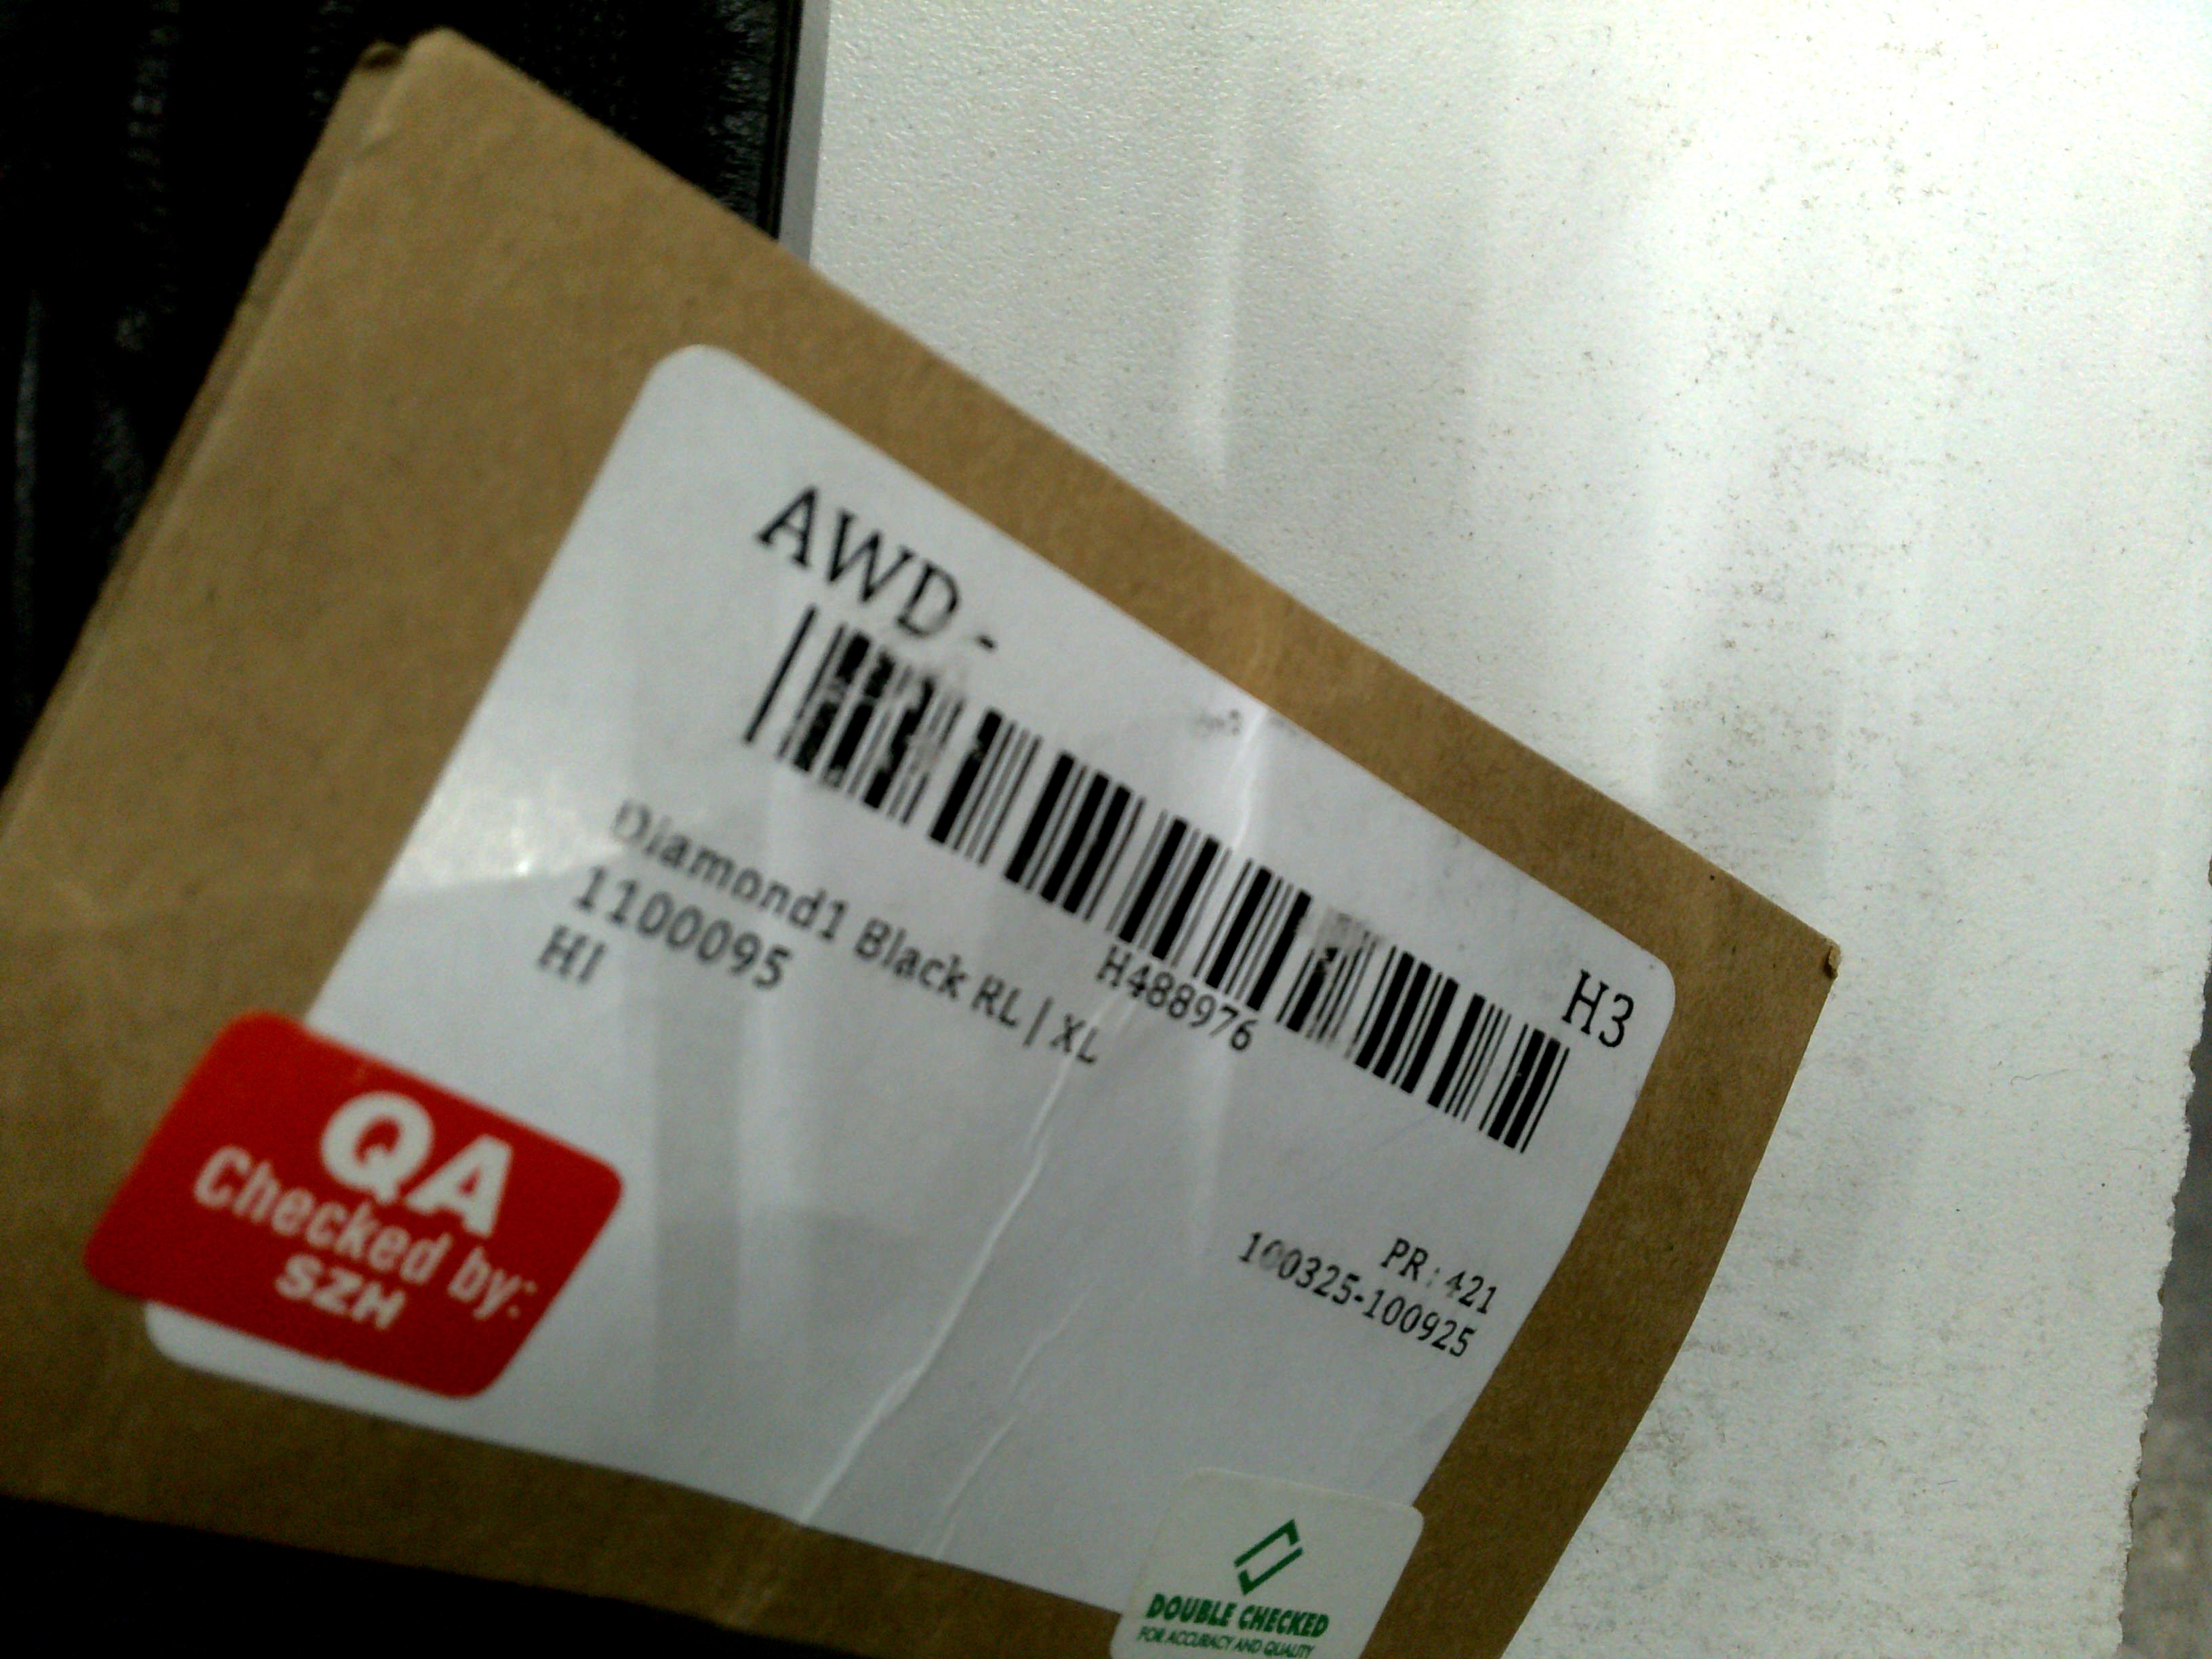 AWD -
H3
H488976
Diamond1 Black RL | XL
1100095
HI
PR: 421
100325-100925
QA
Checked by:
SZH
DOUBLE CHECKED
FOR ACCURACY AND QUALITY